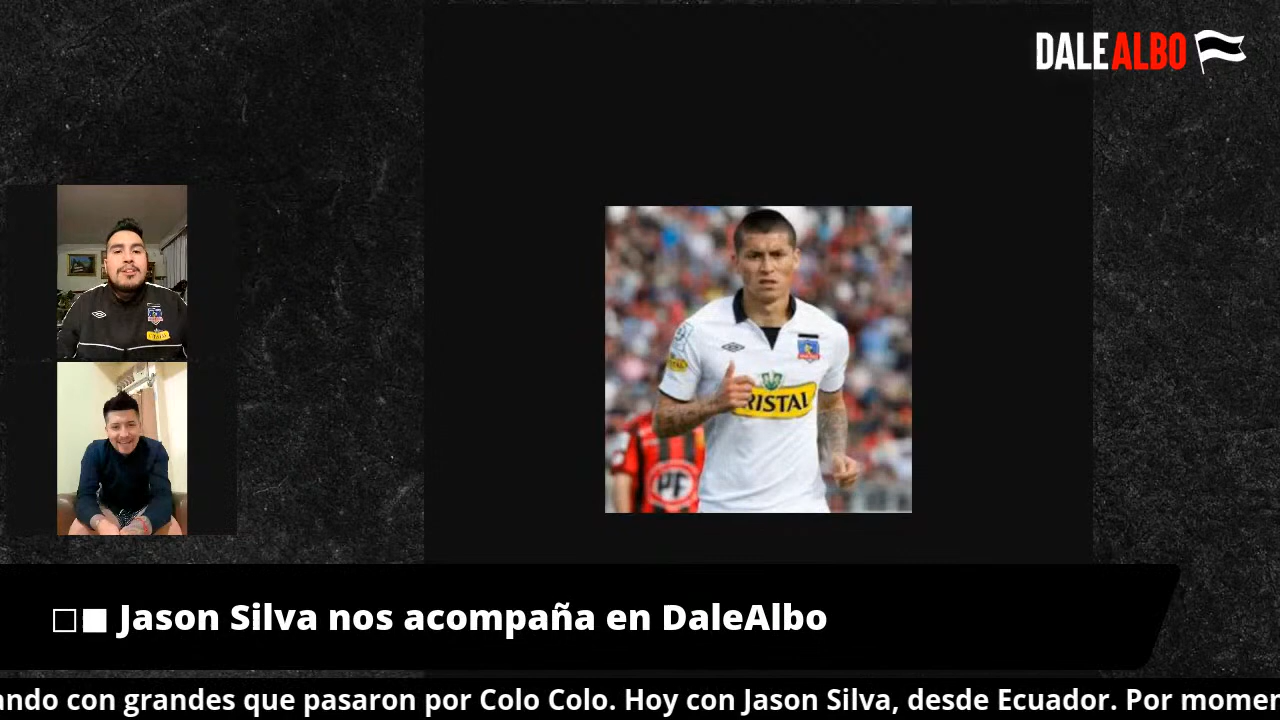 DALEALBO
CRISTAL
PF
□■ Jason Silva nos acompaña en DaleAlbo
ando con grandes que pasaron por Colo Colo. Hoy con Jason Silva, desde Ecuador. Por momen